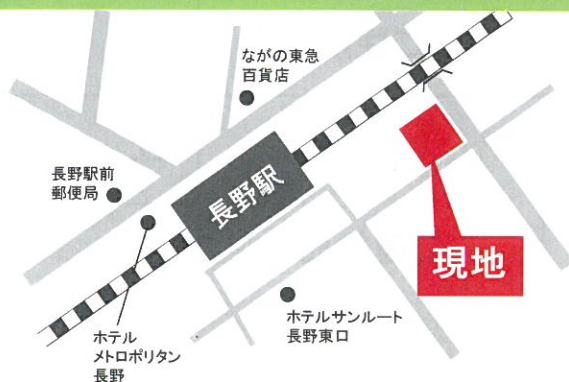 ながの東急
百貨店
長野駅前
郵便局
長野駅
現地
ホテルサンルート
長野東口
ホテル
メトロポリタン
長野